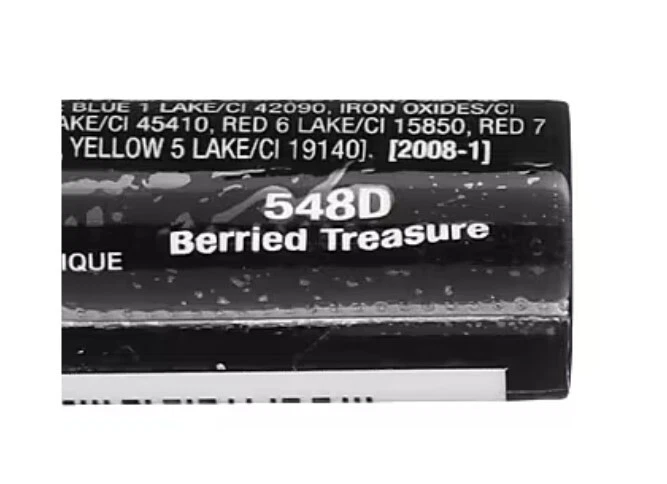 BLUE 1 LAKE/CI 42090, IRON OXIDES/CI
AKE/CI 45410, RED 6 LAKE/CI 15850, RED 7
YELLOW 5 LAKE/CI 19140]. [2008-1]
548D
Berried Treasure
IQUE